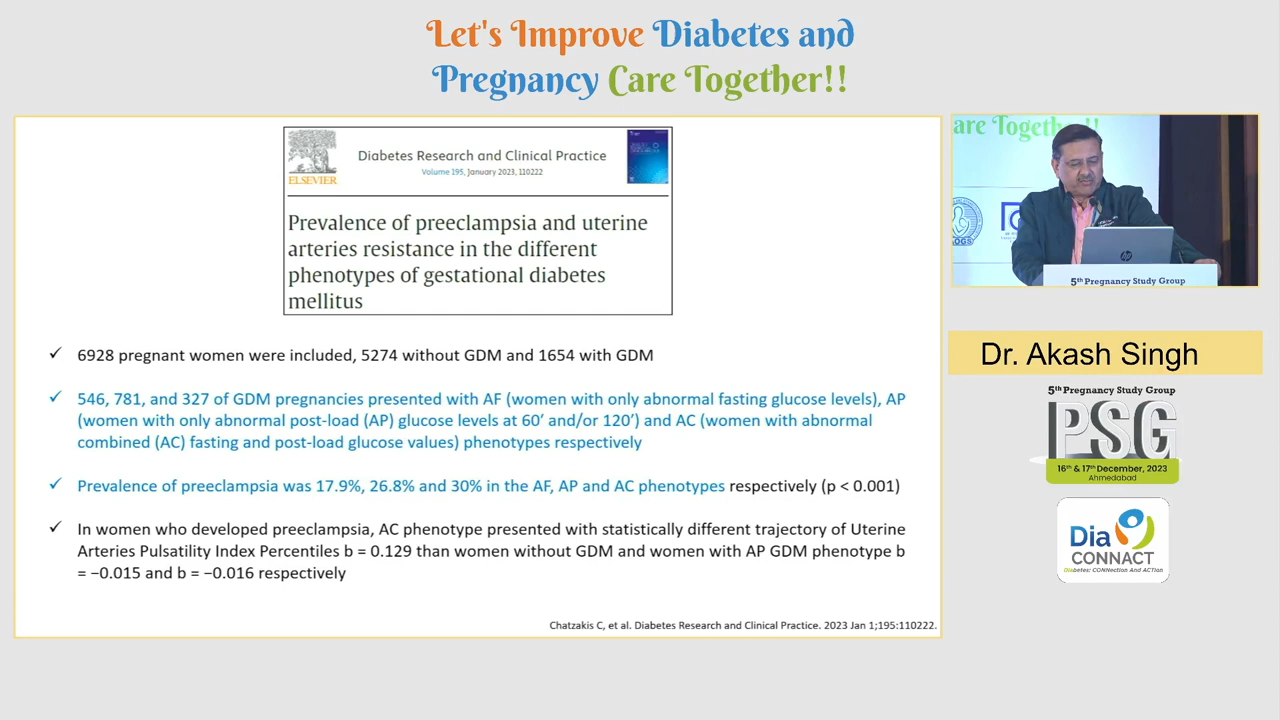 Let's Improve Diabetes and
Pregnancy Care Together!!
ELSEVIER
Diabetes Research and Clinical Practice
Volume 195, January 2023, 110222
Prevalence of preeclampsia and uterine
arteries resistance in the different
phenotypes of gestational diabetes
mellitus
✓ 6928 pregnant women were included, 5274 without GDM and 1654 with GDM
✓ 546, 781, and 327 of GDM pregnancies presented with AF (women with only abnormal fasting glucose levels), AP
(women with only abnormal post-load (AP) glucose levels at 60′ and/or 120′) and AC (women with abnormal
combined (AC) fasting and post-load glucose values) phenotypes respectively
✓ Prevalence of preeclampsia was 17.9%, 26.8% and 30% in the AF, AP and AC phenotypes respectively (p < 0.001)
✓ In women who developed preeclampsia, AC phenotype presented with statistically different trajectory of Uterine
Arteries Pulsatility Index Percentiles b = 0.129 than women without GDM and women with AP GDM phenotype b
= −0.015 and b = −0.016 respectively
Chatzakis C, et al. Diabetes Research and Clinical Practice. 2023 Jan 1;195:110222.
are Together!!
OGS
hp
5th Pregnancy Study Group
Dr. Akash Singh
5th Pregnancy Study Group
PSG
16th & 17th December, 2023
Ahmedabad
Dia
CONNACT
Diabetes: CONNection And ACTion